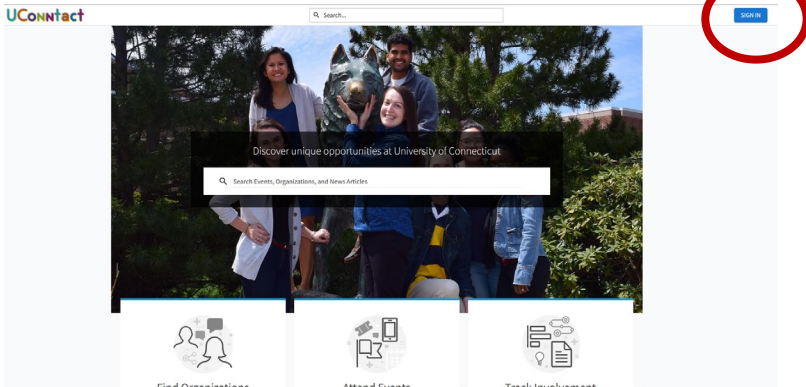 UConntact
Search...
SIGN IN
Discover unique opportunities at University of Connecticut
Search Events, Organizations, and News Articles
Find Organizations
Attend Events
Track Involvement